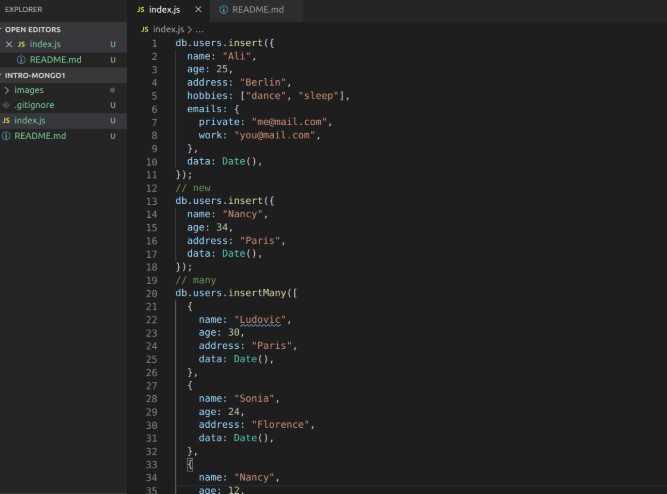 EXPLORER
OPEN EDITORS
JS index.js U
README.md U
INTRO-MONGO1
images
.gitignore U
JS index.js U
README.md U
JS index.js README.md
JS index.js > ...
1 db.users.insert({
2 name: "Ali",
3 age: 25,
4 address: "Berlin",
5 hobbies: ["dance", "sleep"],
6 emails: {
7 private: "me@mail.com",
8 work: "you@mail.com",
9 },
10 data: Date(),
11 });
12 // new
13 db.users.insert({
14 name: "Nancy",
15 age: 34,
16 address: "Paris",
17 data: Date(),
18 });
19 // many
20 db.users.insertMany([
21 {
22 name: "Ludovic",
23 age: 30,
24 address: "Paris",
25 data: Date(),
26 },
27 {
28 name: "Sonia",
29 age: 24,
30 address: "Florence",
31 data: Date(),
32 },
33 {
34 name: "Nancy",
35 age: 12,